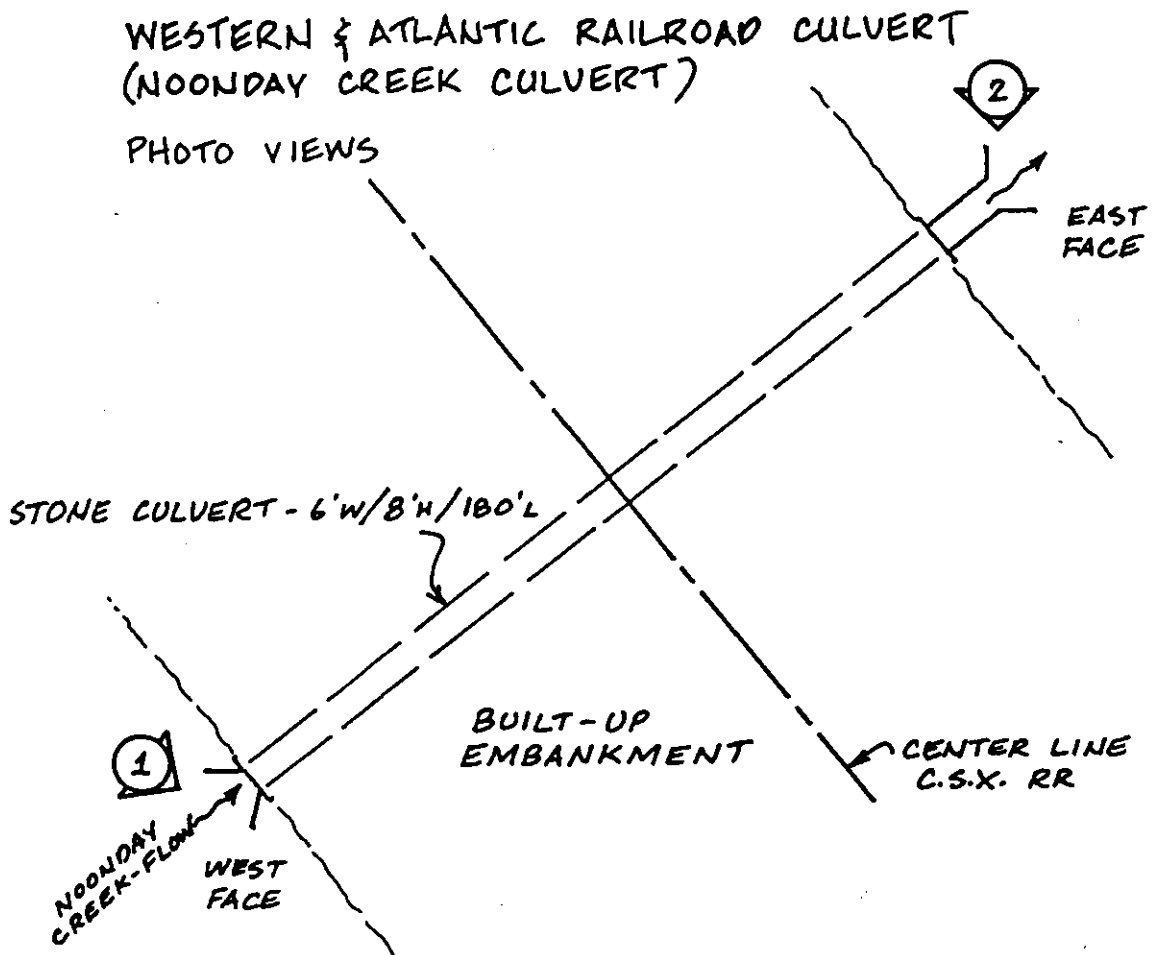 WESTERN & ATLANTIC RAILROAD CULVERT
(NOONDAY CREEK CULVERT)
PHOTO VIEWS
2
EAST
FACE
STONE CULVERT - 6'W/8'H/180'L
BUILT-UP
EMBANKMENT
CENTER LINE
C.S.X. RR
1
NOONDAY
CREEK-FLOW
WEST
FACE